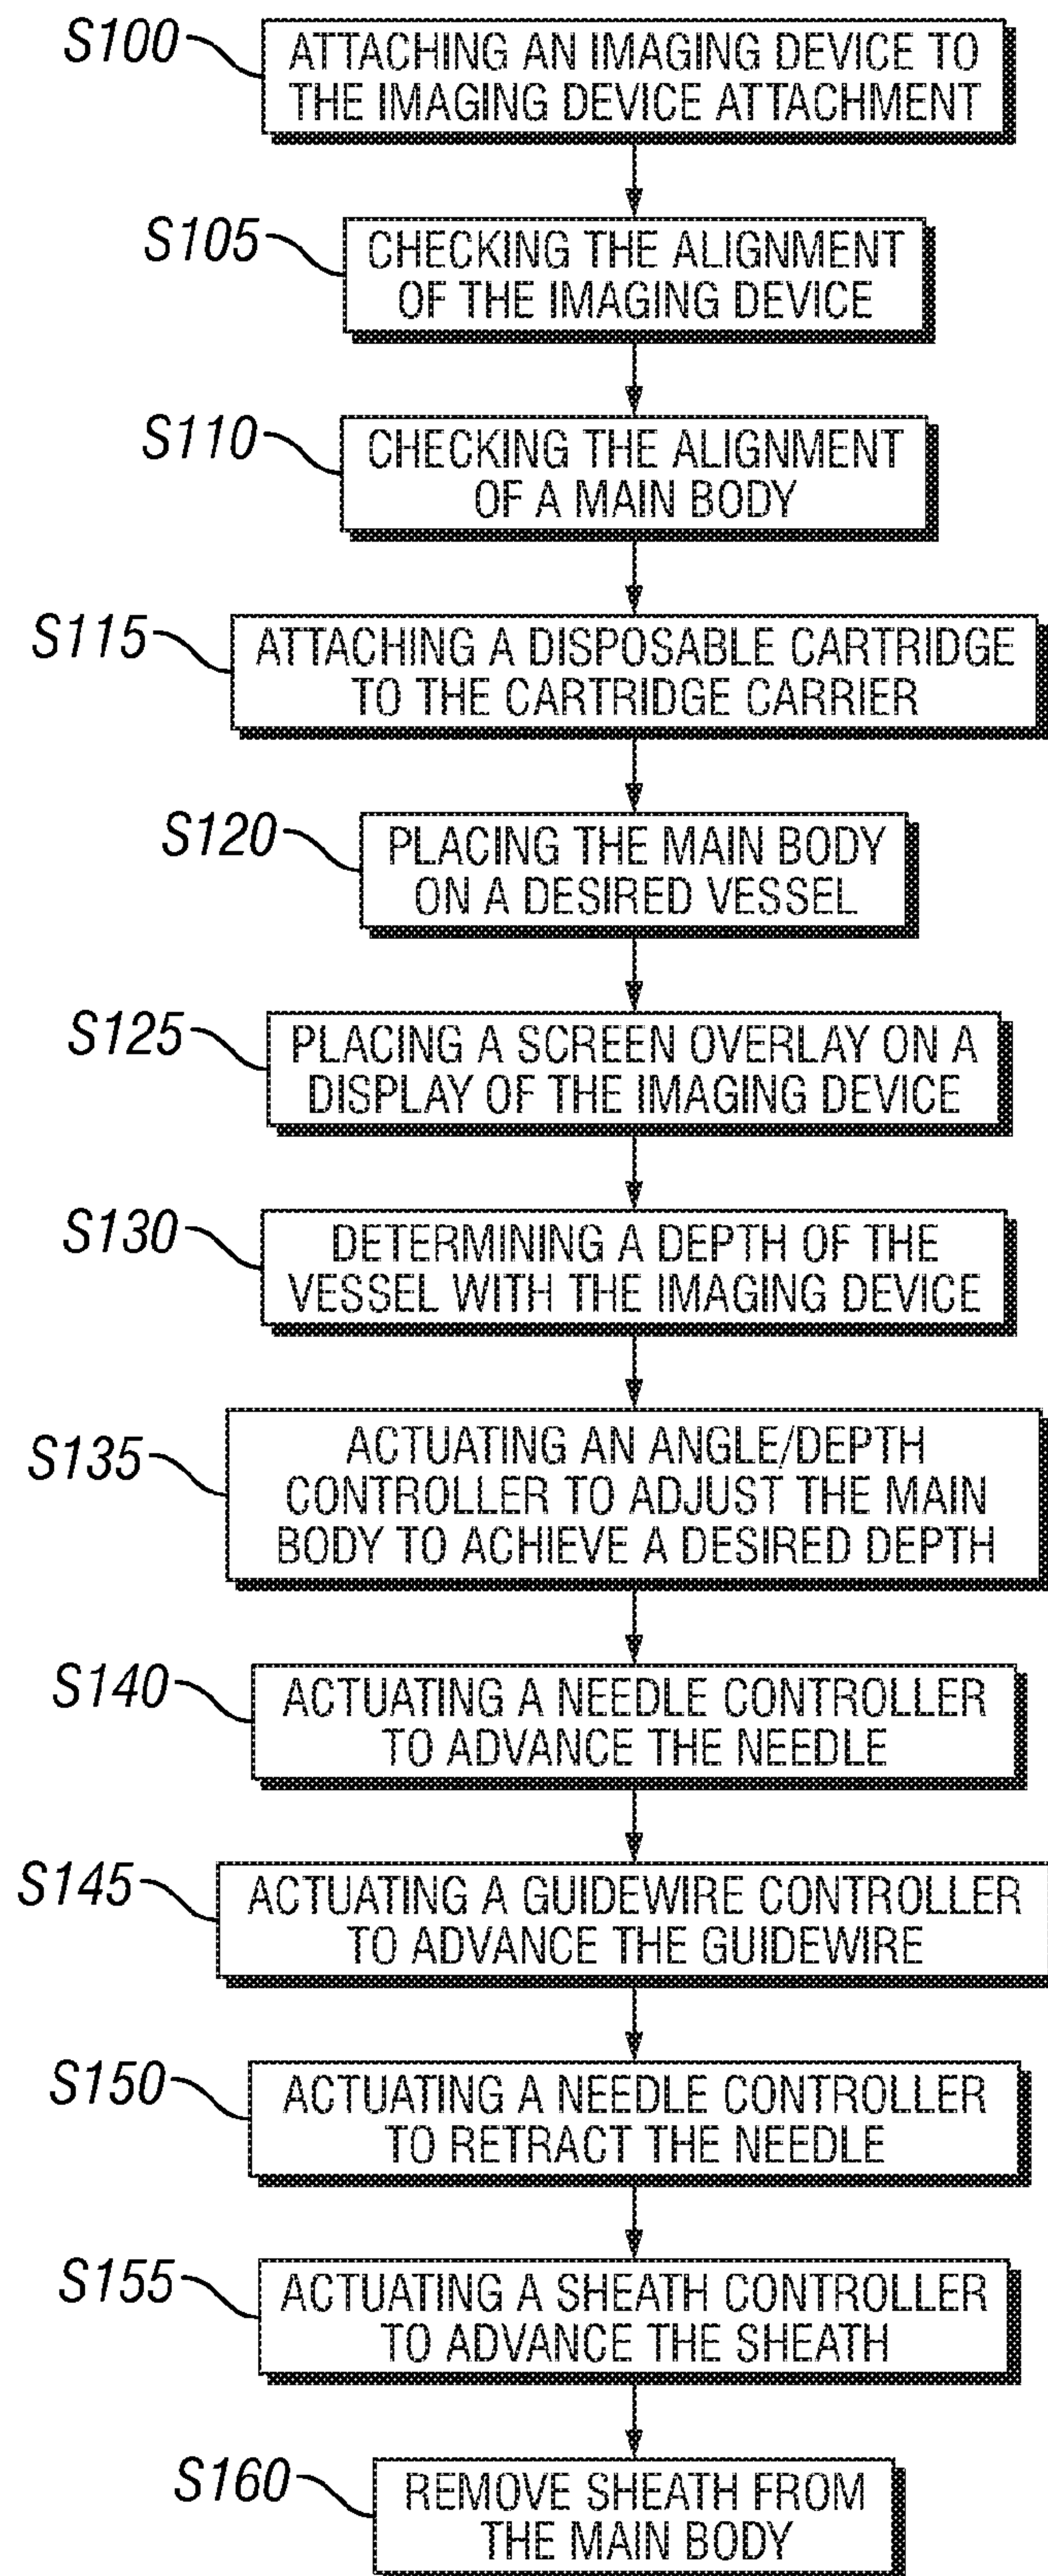 S100
ATTACHING AN IMAGING DEVICE TO
THE IMAGING DEVICE ATTACHMENT
S105
CHECKING THE ALIGNMENT
OF THE IMAGING DEVICE
S110
CHECKING THE ALIGNMENT
OF A MAIN BODY
S115
ATTACHING A DISPOSABLE CARTRIDGE
TO THE CARTRIDGE CARRIER
S120
PLACING THE MAIN BODY
ON A DESIRED VESSEL
S125
PLACING A SCREEN OVERLAY ON A
DISPLAY OF THE IMAGING DEVICE
S130
DETERMINING A DEPTH OF THE
VESSEL WITH THE IMAGING DEVICE
S135
ACTUATING AN ANGLE/DEPTH
CONTROLLER TO ADJUST THE MAIN
BODY TO ACHIEVE A DESIRED DEPTH
S140
ACTUATING A NEEDLE CONTROLLER
TO ADVANCE THE NEEDLE
S145
ACTUATING A GUIDEWIRE CONTROLLER
TO ADVANCE THE GUIDEWIRE
S150
ACTUATING A NEEDLE CONTROLLER
TO RETRACT THE NEEDLE
S155
ACTUATING A SHEATH CONTROLLER
TO ADVANCE THE SHEATH
S160
REMOVE SHEATH FROM
THE MAIN BODY